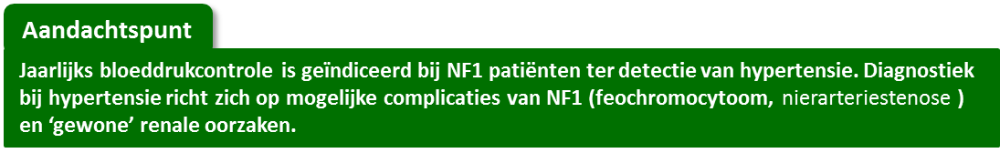 Aandachtspunt
Jaarlijks bloeddrukcontrole is geïndiceerd bij NF1 patiënten ter detectie van hypertensie. Diagnostiek
bij hypertensie richt zich op mogelijke complicaties van NF1 (feochromocytoom, nierarteriestenose )
en ‘gewone’ renale oorzaken.